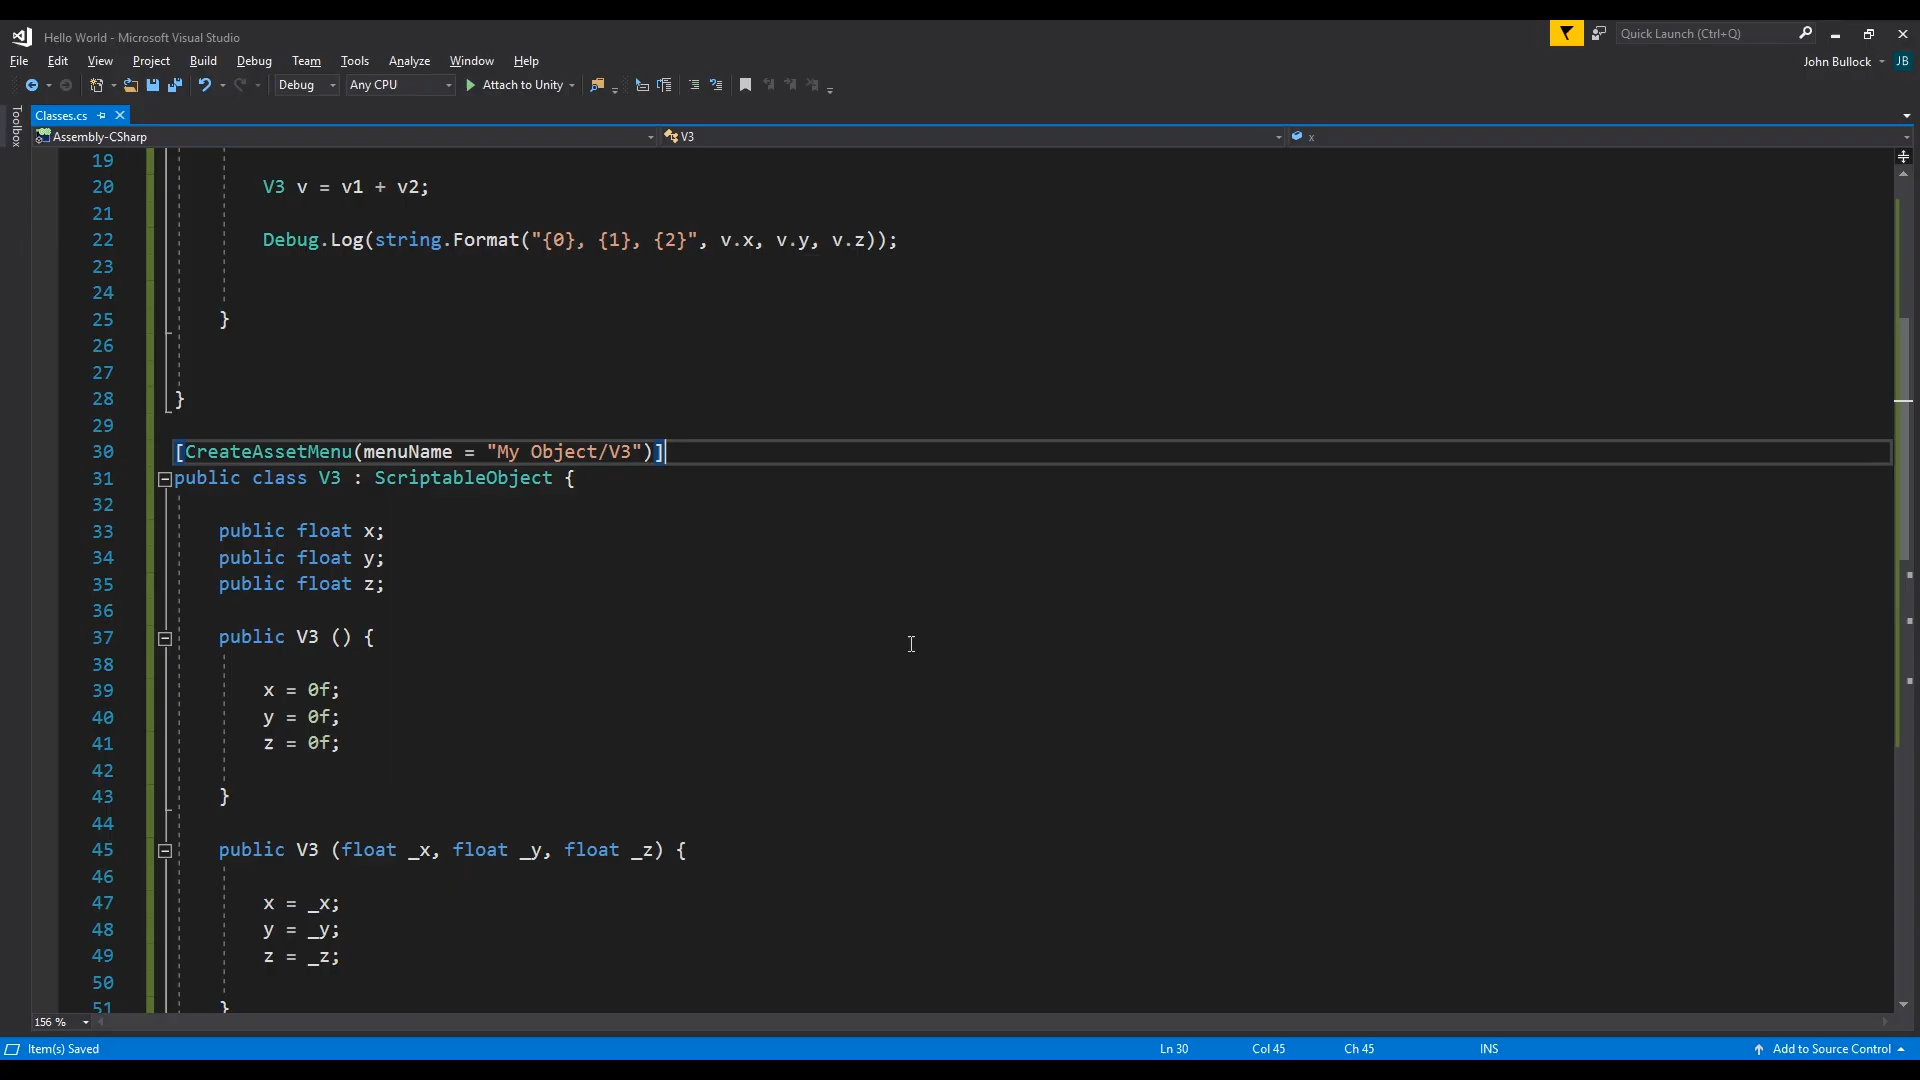 Hello World - Microsoft Visual Studio
Quick Launch (Ctrl+Q)
File Edit View Project Build Debug Team Tools Analyze Window Help
John Bullock JB
Debug Any CPU Attach to Unity
Toolbox
Classes.cs
Assembly-CSharp V3 x
19
20 V3 v = v1 + v2;
21
22 Debug.Log(string.Format("{0}, {1}, {2}", v.x, v.y, v.z));
23
24
25 }
26
27
28 }
29
30 [CreateAssetMenu(menuName = "My Object/V3")]
31 public class V3 : ScriptableObject {
32
33 public float x;
34 public float y;
35 public float z;
36
37 public V3 () {
38
39 x = 0f;
40 y = 0f;
41 z = 0f;
42
43 }
44
45 public V3 (float _x, float _y, float _z) {
46
47 x = _x;
48 y = _y;
49 z = _z;
50
51 }
156 %
Item(s) Saved Ln 30 Col 45 Ch 45 INS Add to Source Control